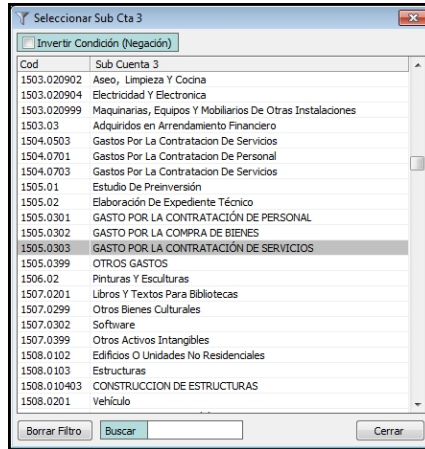 Seleccionar Sub Cta 3
Invertir Condición (Negación)
Cod Sub Cuenta 3
1503.020902 Aseo, Limpieza Y Cocina
1503.020904 Electricidad Y Electronica
1503.020999 Maquinarias, Equipos Y Mobiliarios De Otras Instalaciones
1503.03 Adquiridos en Arrendamiento Financiero
1504.0503 Gastos Por La Contratacion De Servicios
1504.0701 Gastos Por La Contratacion De Personal
1504.0703 Gastos Por La Contratacion De Servicios
1505.01 Estudio De Preinversión
1505.02 Elaboración De Expediente Técnico
1505.0301 GASTO POR LA CONTRATACIÓN DE PERSONAL
1505.0302 GASTO POR LA COMPRA DE BIENES
1505.0303 GASTO POR LA CONTRATACIÓN DE SERVICIOS
1505.0399 OTROS GASTOS
1506.02 Pinturas Y Esculturas
1507.0201 Libros Y Textos Para Bibliotecas
1507.0299 Otros Bienes Culturales
1507.0302 Software
1507.0399 Otros Activos Intangibles
1508.0102 Edificios O Unidades No Residenciales
1508.0103 Estructuras
1508.010403 CONSTRUCCION DE ESTRUCTURAS
1508.0201 Vehículo
Borrar Filtro Buscar Cerrar